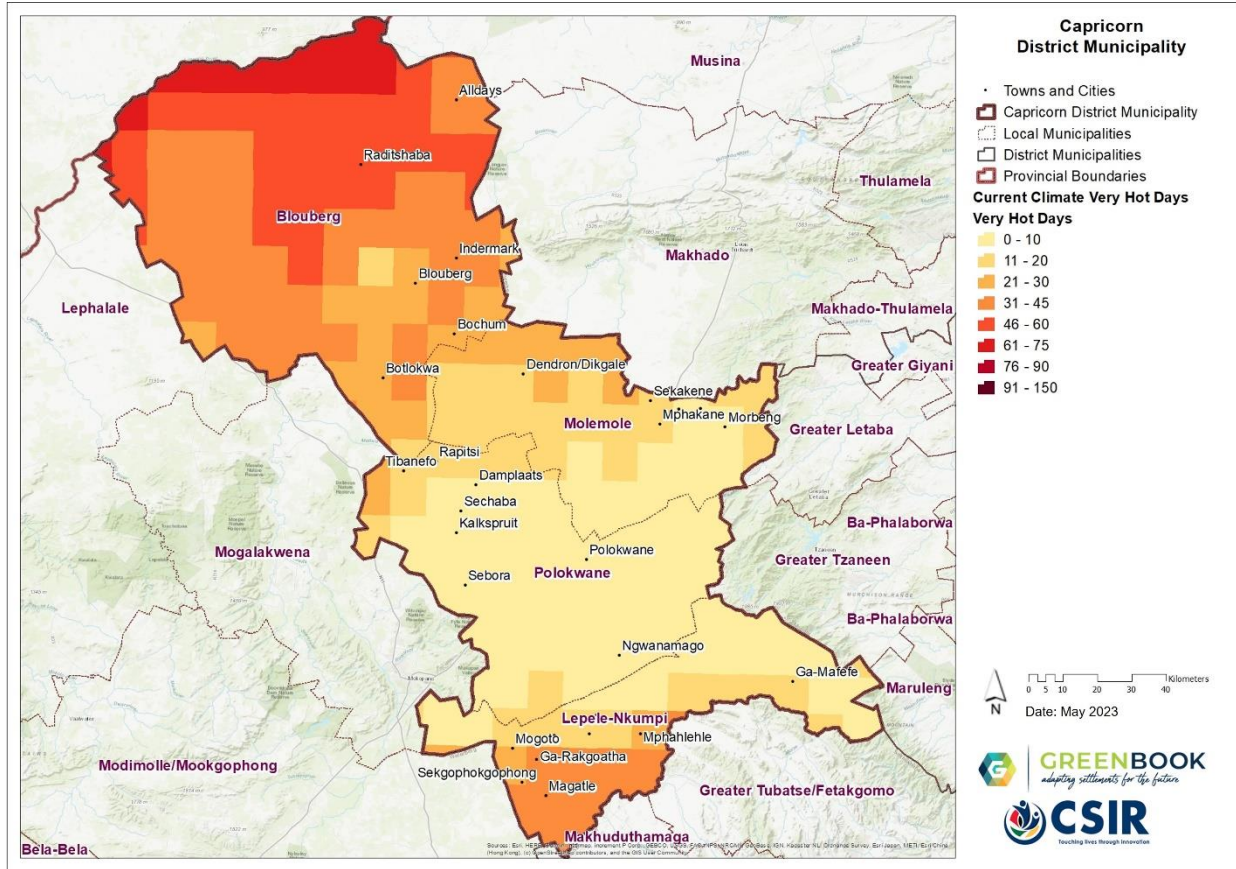 Capricorn
District Municipality
Towns and Cities
Capricorn District Municipality
Local Municipalities
District Municipalities
Provincial Boundaries
Current Climate Very Hot Days
Very Hot Days
0 - 10
11 - 20
21 - 30
31 - 45
46 - 60
61 - 75
76 - 90
91 - 150
Musina
Alldays
Raditshaba
Thulamela
Blouberg
Indermark
Makhado
Blouberg
Lephalale
Makhado-Thulamela
Bochum
Dendron/Dikgale
Greater Giyani
Botlokwa
Sekakene
Mphakane
Morbeng
Molemole
Greater Letaba
Rapitsi
Tibanefo
Damplaats
Sechaba
Kalkspruit
Ba-Phalaborwa
Mogalakwena
Polokwane
Greater Tzaneen
Polokwane
Sebora
Ba-Phalaborwa
Ngwanamago
Ga-Mafefe
Maruleng
Lepele-Nkumpi
Mogoto
Mphahlehle
Ga-Rakgoatha
Modimolle/Mookgophong
Sekgophokgophong
Magatle
Greater Tubatse/Fetakgomo
Makhuduthamaga
Bela-Bela
N
0 5 10 20 30 40
Kilometers
Date: May 2023
G
GREENBOOK
adapting settlements for the future
CSIR
Touching lives through innovation